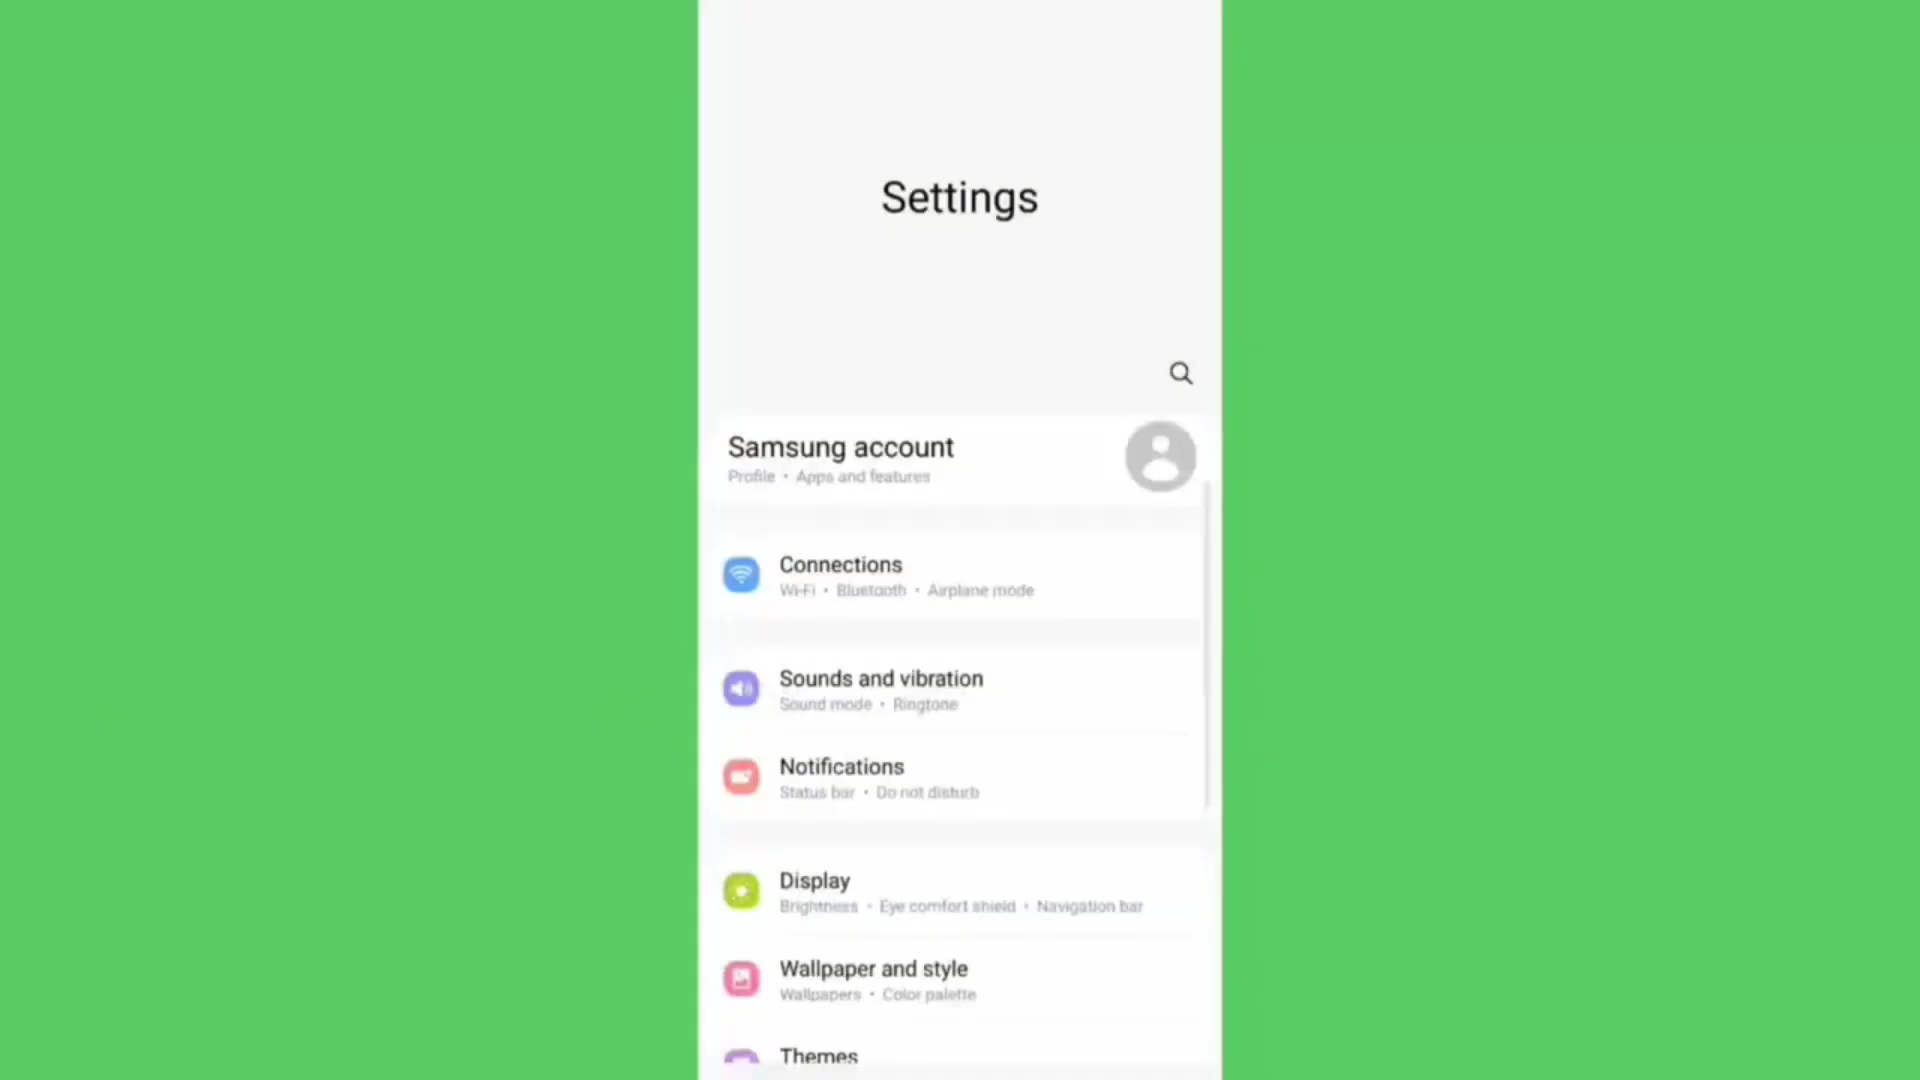 Settings
Samsung account
Profile • Apps and features
Connections
Wi-Fi • Bluetooth • Airplane mode
Sounds and vibration
Sound mode • Ringtone
Notifications
Status bar • Do not disturb
Display
Brightness • Eye comfort shield • Navigation bar
Wallpaper and style
Wallpapers • Color palette
Themes